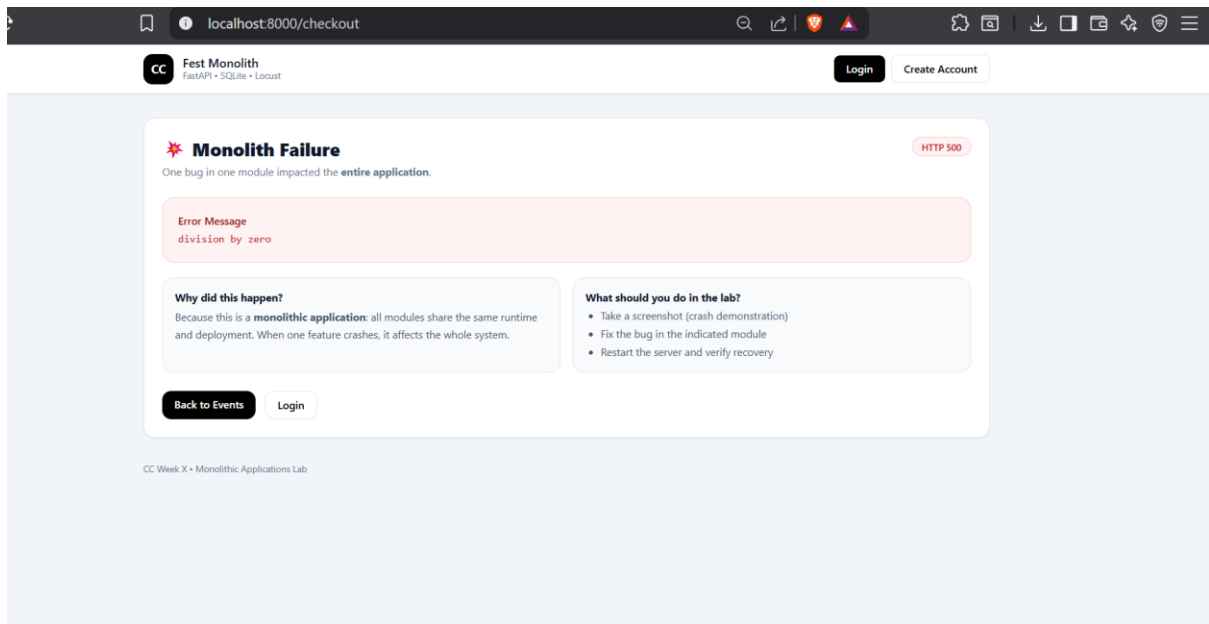 localhost:8000/checkout
CC
Fest Monolith
FastAPI • SQLite • Locust
Login
Create Account
Monolith Failure
HTTP 500
One bug in one module impacted the entire application.
Error Message
division by zero
Why did this happen?
Because this is a monolithic application: all modules share the same runtime
and deployment. When one feature crashes, it affects the whole system.
What should you do in the lab?
• Take a screenshot (crash demonstration)
• Fix the bug in the indicated module
• Restart the server and verify recovery
Back to Events
Login
CC Week X • Monolithic Applications Lab